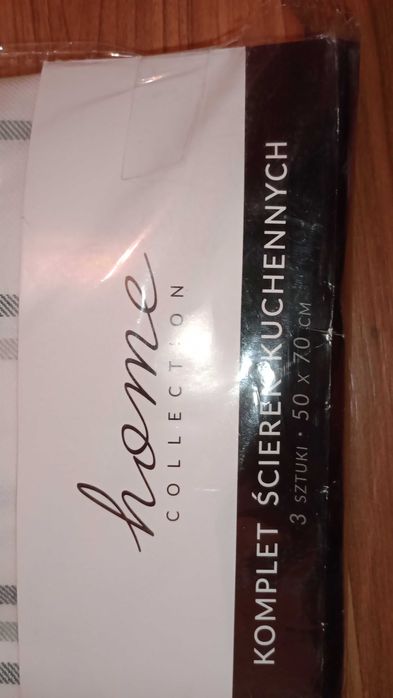 home
COLLECTION
KOMPLET ŚCIEREK KUCHENNYCH
3 SZTUKI • 50 X 70 CM